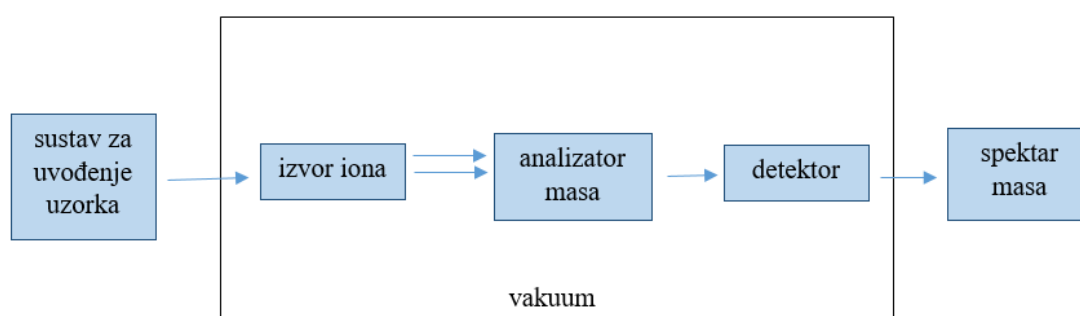 sustav za
uvođenje
uzorka
izvor iona
analizator
masa
detektor
spektar
masa
vakuum